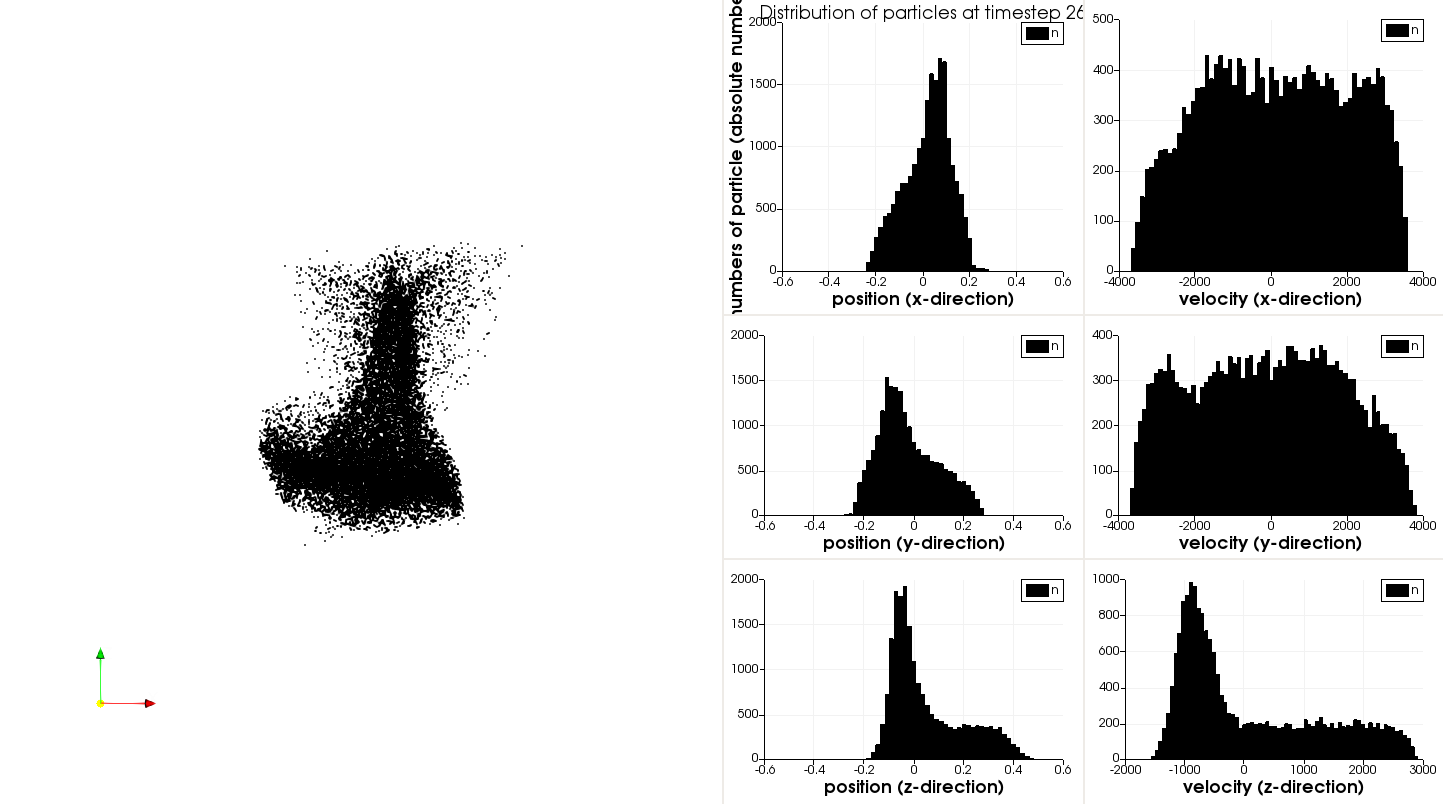 Distribution of particles at timestep 26
numbers of particle (absolute numbe
2000
1500
1000
500
0
-0.6 -0.4 -0.2 0 0.2 0.4 0.6
position (x-direction)
n
500
400
300
200
100
0
-4000 -2000 0 2000 4000
velocity (x-direction)
n
2000
1500
1000
500
0
-0.6 -0.4 -0.2 0 0.2 0.4 0.6
position (y-direction)
n
400
300
200
100
0
-4000 -2000 0 2000 4000
velocity (y-direction)
n
2000
1500
1000
500
0
-0.6 -0.4 -0.2 0 0.2 0.4 0.6
position (z-direction)
n
1000
800
600
400
200
0
-2000 -1000 0 1000 2000 3000
velocity (z-direction)
n